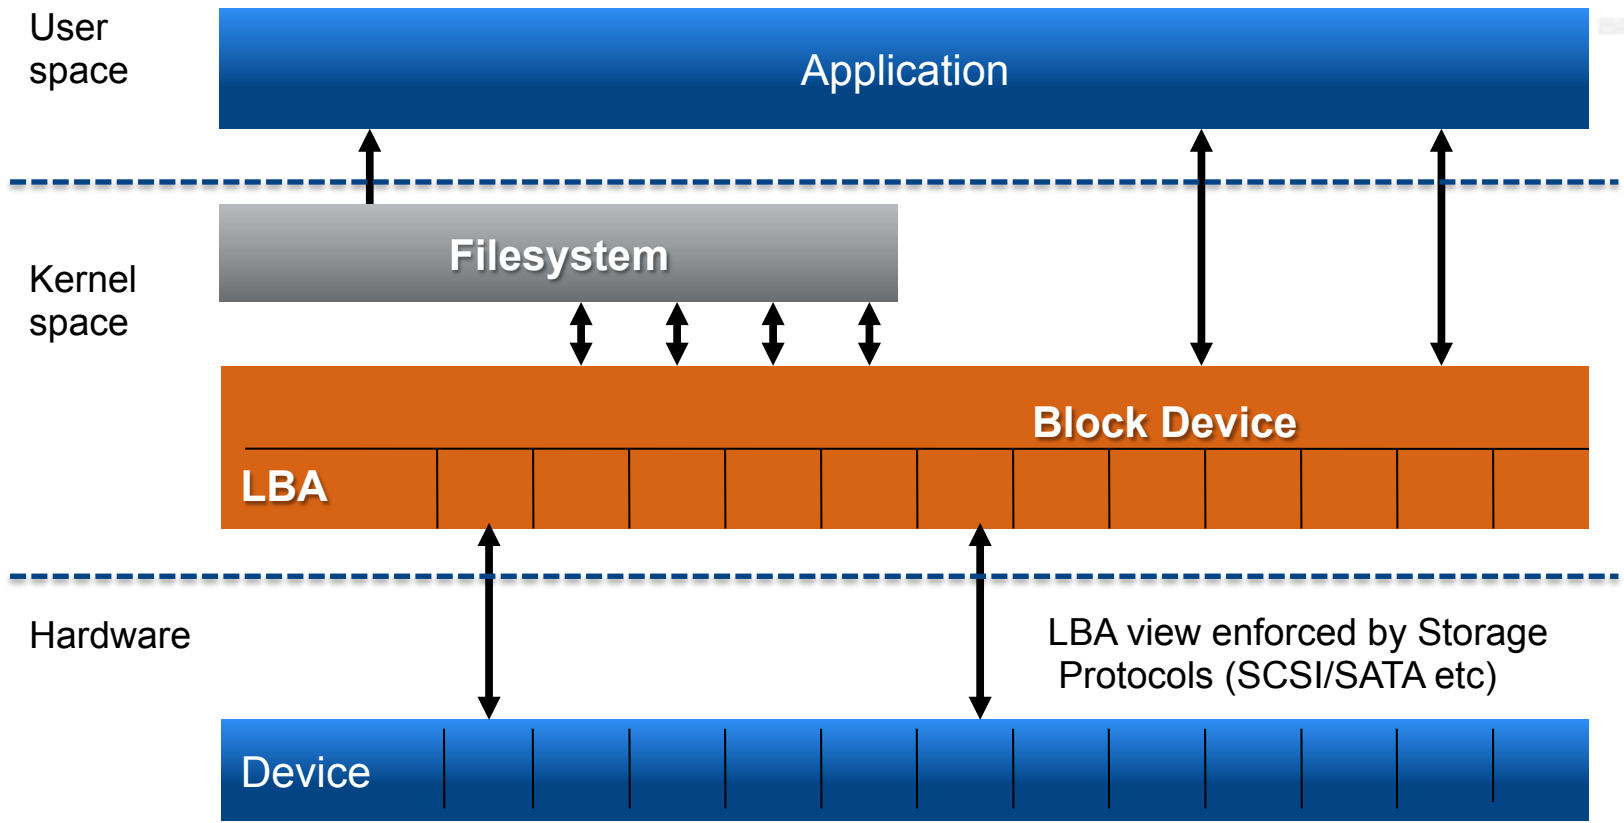 User
space
Application
Kernel
space
Filesystem
Block Device
LBA
Hardware
LBA view enforced by Storage
Protocols (SCSI/SATA etc)
Device